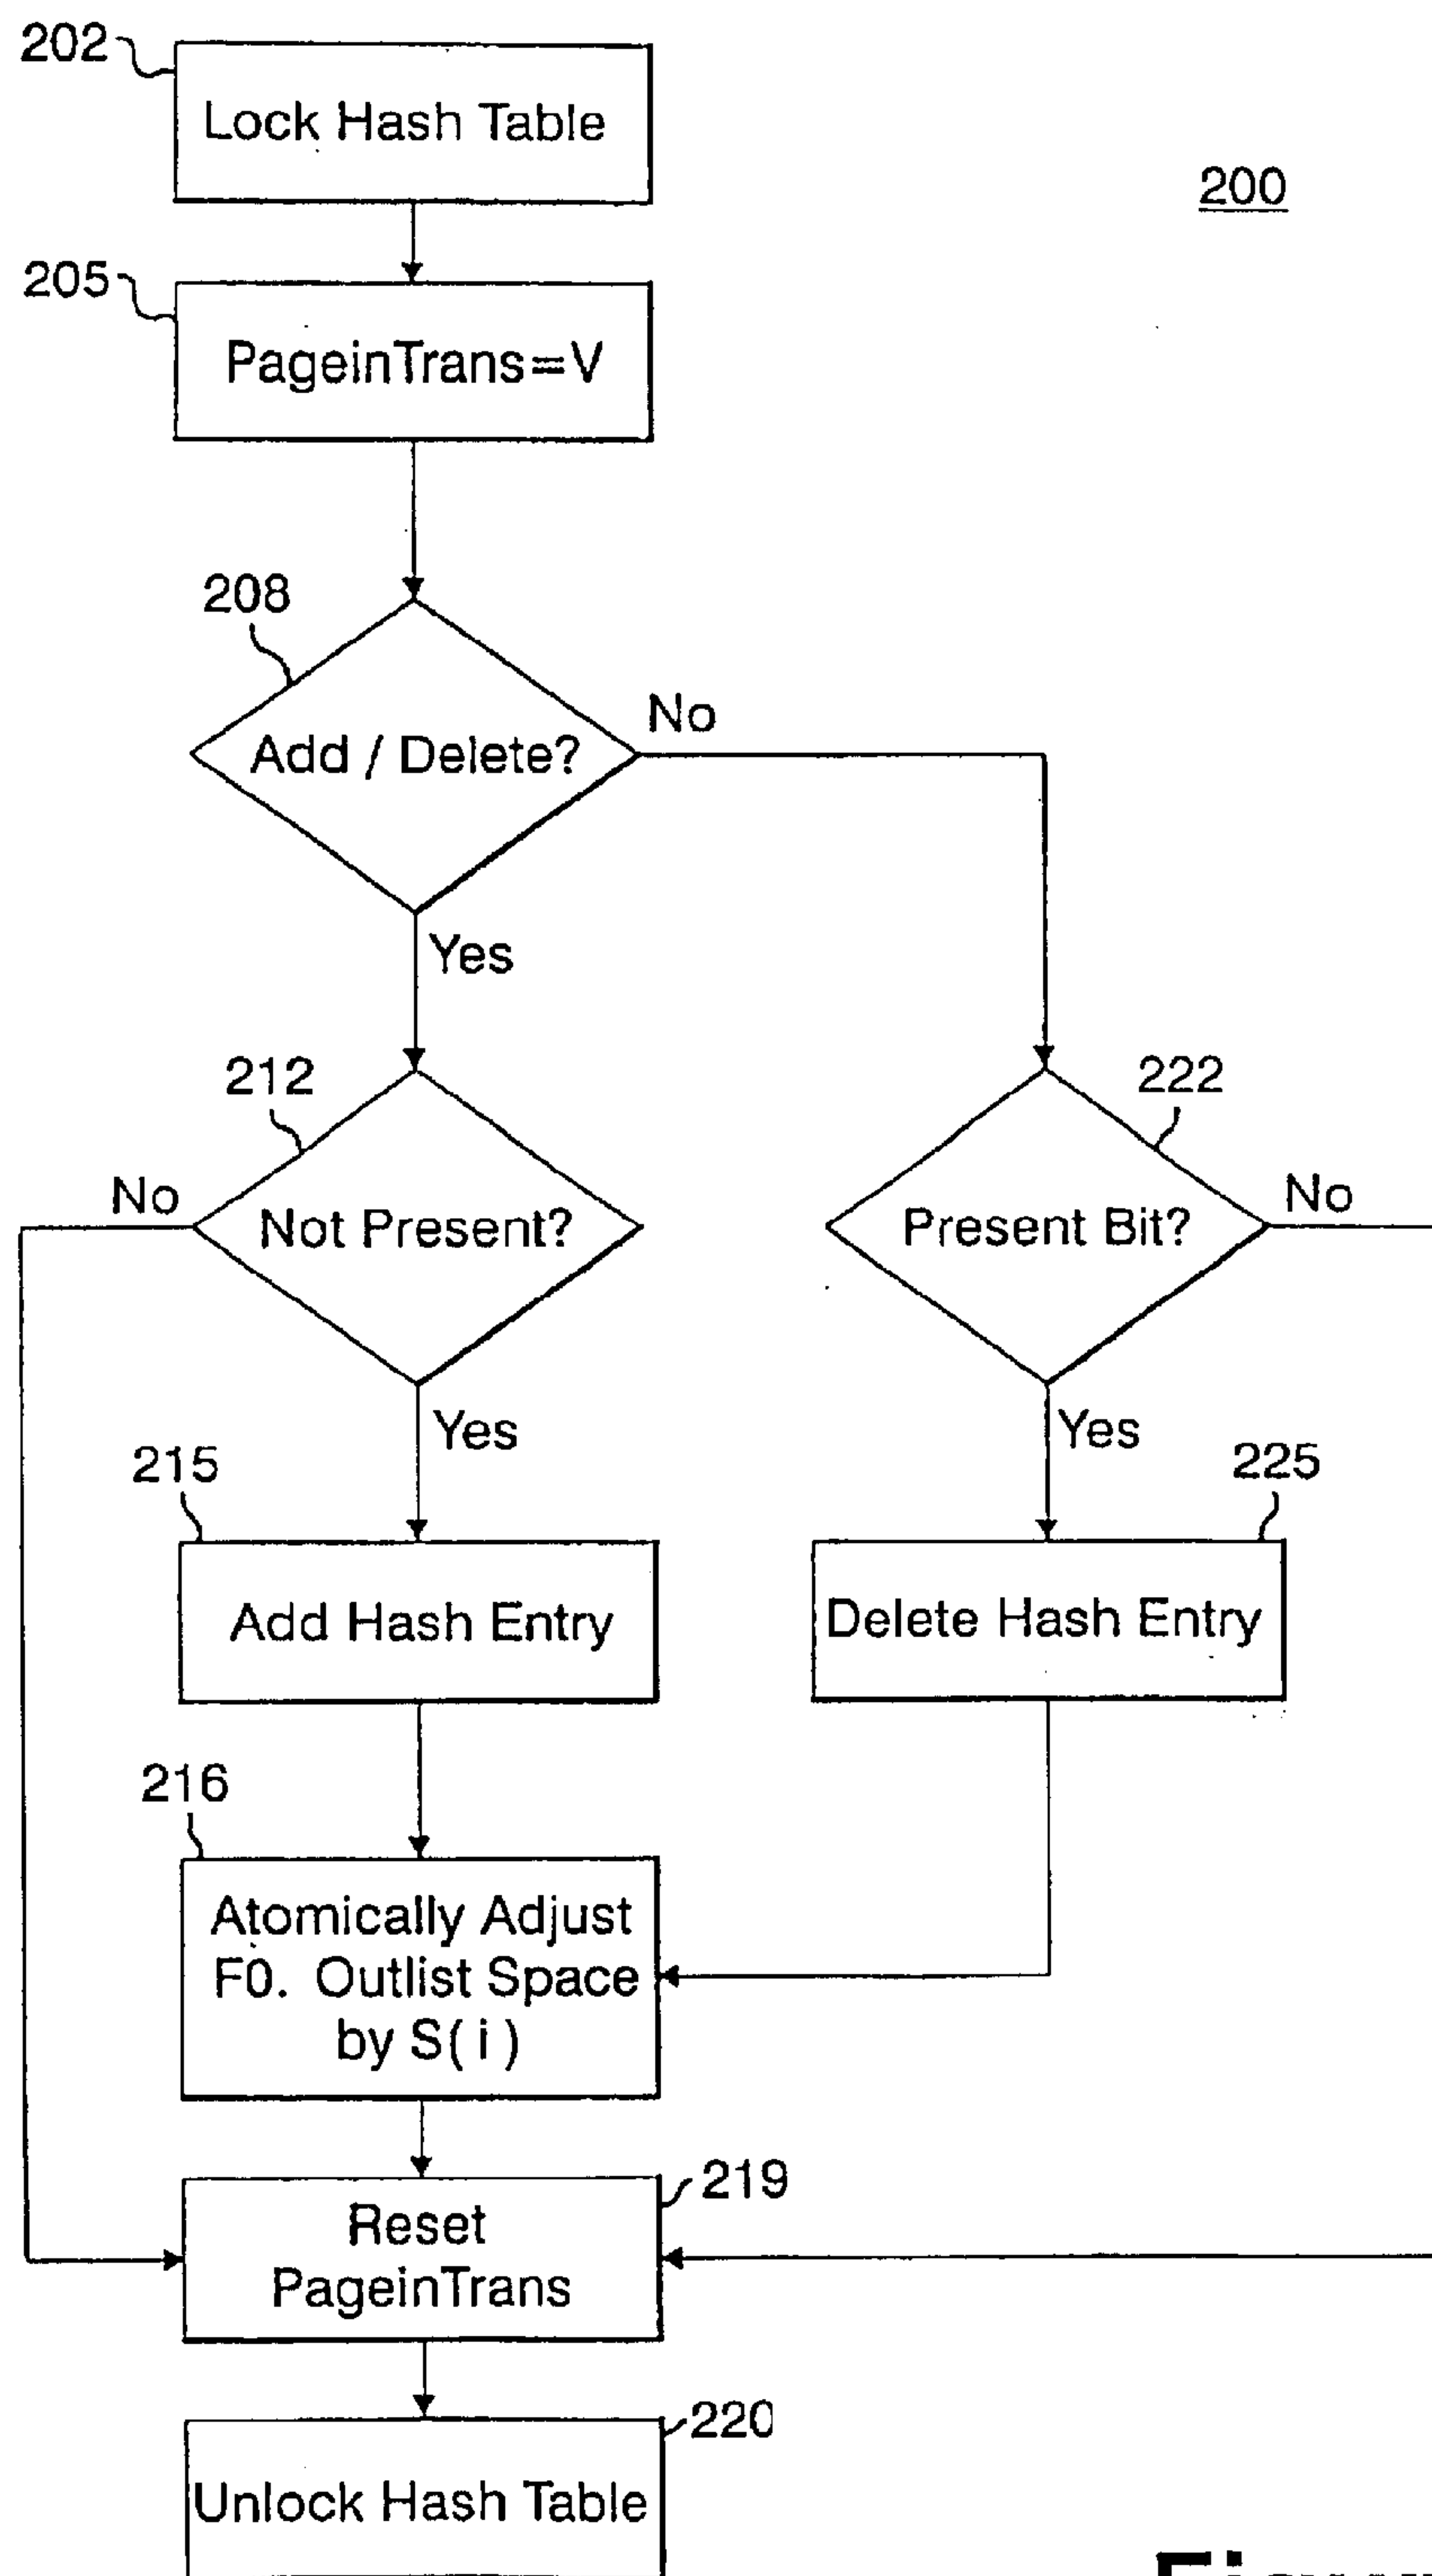 202
Lock Hash Table
200
205
PageinTrans=V
208
Add / Delete?
No
Yes
212
No
Not Present?
222
Present Bit?
No
Yes
Yes
215
225
Add Hash Entry
Delete Hash Entry
216
Atomically Adjust
F0. Outlist Space
by S( i )
219
Reset
PageinTrans
220
Unlock Hash Table